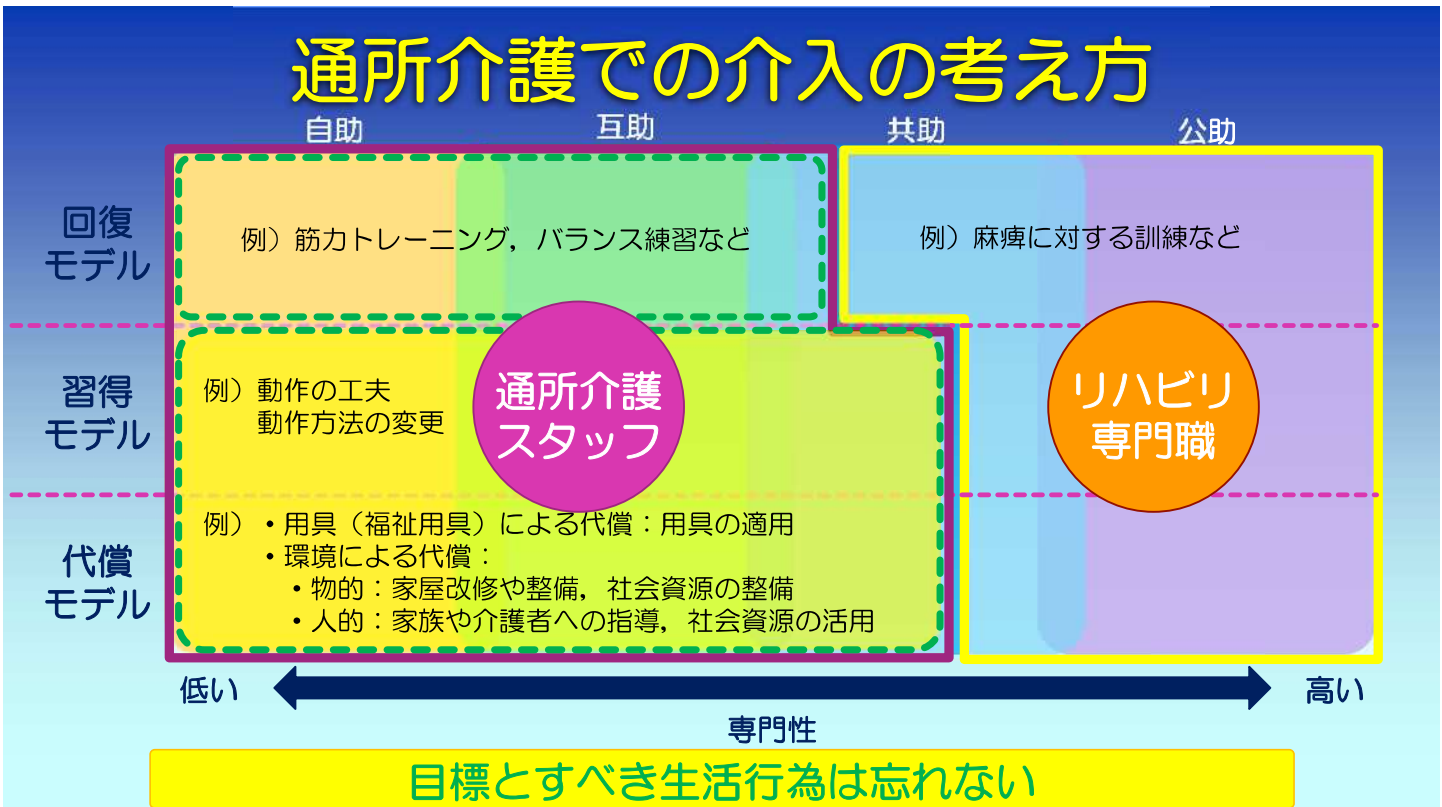 通所介護での介入の考え方
自助
互助
共助
公助
回復
モデル
例）筋力トレーニング，バランス練習など
例）麻痺に対する訓練など
習得
モデル
例）動作の工夫
動作方法の変更
通所介護
スタッフ
リハビリ
専門職
代償
モデル
例）・用具（福祉用具）による代償：用具の適用
・環境による代償：
・物的：家屋改修や整備，社会資源の整備
・人的：家族や介護者への指導，社会資源の活用
低い
高い
専門性
目標とすべき生活行為は忘れない